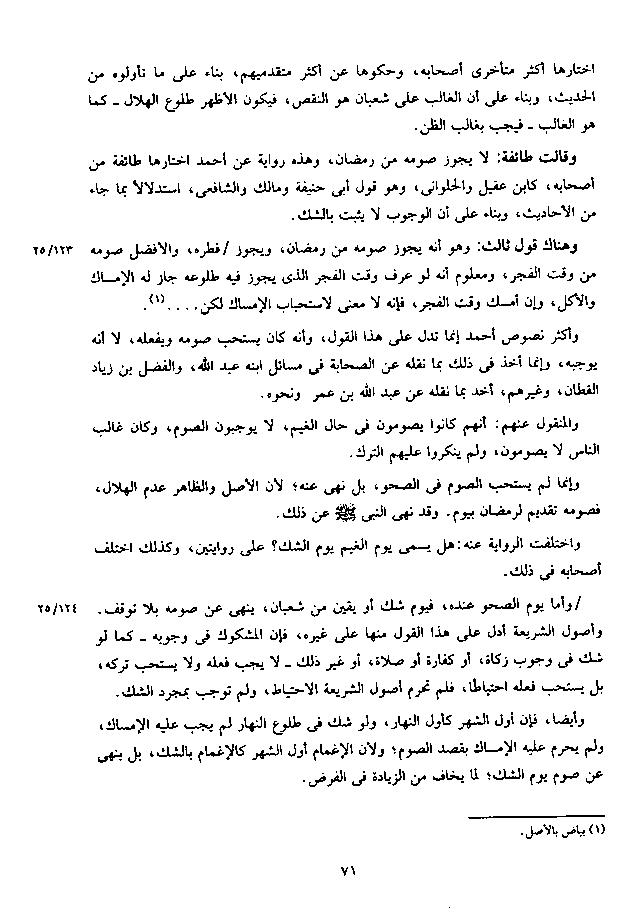 اختارها أكثر متأخرى أصحابه، وحكوها عن أكثر متقدميهم، بناء على ما تأولوه من
الحديث، وبناء على أن الغالب على شعبان هو النقص، فيكون الأظهر طلوع الهلال ـ كما
هو الغالب ـ فيجب بغالب الظن.
وقالت طائفة: لا يجوز صومه من رمضان، وهذه رواية عن أحمد اختارها طائفة من
أصحابه، كابن عقيل والحلوانى، وهو قول أبى حنيفة ومالك والشافعى، استدلالاً بما جاء
من الأحاديث، وبناء على أن الوجوب لا يثبت بالشك.
وهناك قول ثالث: وهو أنه يجوز صومه من رمضان، ويجوز / فطره، والأفضل صومه ٢٥/١٢٣
من وقت الفجر، ومعلوم أنه لو عرف وقت الفجر الذى يجوز فيه طلوعه جاز له الإمساك
والأكل، وإن أمسك وقت الفجر، فإنه لا معنى لاستحباب الإمساك لكن....(١).
وأكثر نصوص أحمد إنما تدل على هذا القول، وأنه كان يستحب صومه ويفعله، لا أنه
يوجبه، وإنما أخذ فى ذلك بما نقله عن الصحابة فى مسائل ابنه عبد الله، والفضل بن زياد
القطان، وغيرهم، أخذ بما نقله عن عبد الله بن عمر ونحوه.
والمنقول عنهم: أنهم كانوا يصومون فى حال الغيم، لا يوجبون الصوم، وكان غالب
الناس لا يصومون، ولم ينكروا عليهم الترك.
وإنما لم يستحب الصوم فى الصحو، بل نهى عنه؛ لأن الأصل والظاهر عدم الهلال،
فصومه تقديم لرمضان بيوم. وقد نهى النبى ﷺ عن ذلك.
واختلفت الرواية عنه: هل يسمى يوم الغيم يوم الشك؟ على روايتين، وكذلك اختلف
أصحابه فى ذلك.
/ وأما يوم الصحو عنده، فيوم شك أو يقين من شعبان، ينهى عن صومه بلا توقف. ٢٥/١٢٤
وأصول الشريعة أدل على هذا القول منها على غيره، فإن المشكوك فى وجوبه ـ كما لو
شك فى وجوب زكاة، أو كفارة أو صلاة، أو غير ذلك ـ لا يجب فعله ولا يستحب تركه،
بل يستحب فعله احتياطًا، فلم تحرم أصول الشريعة الاحتياط، ولم توجب بمجرد الشك.
وأيضا، فإن أول الشهر كأول النهار، ولو شك فى طلوع النهار لم يجب عليه الإمساك،
ولم يحرم عليه الإمساك بقصد الصوم؛ ولأن الإغمام أول الشهر كالإغمام بالشك، بل ينهى
عن صوم يوم الشك؛ لما يخاف من الزيادة فى الفرض.
(١) بياض بالأصل.
٧١